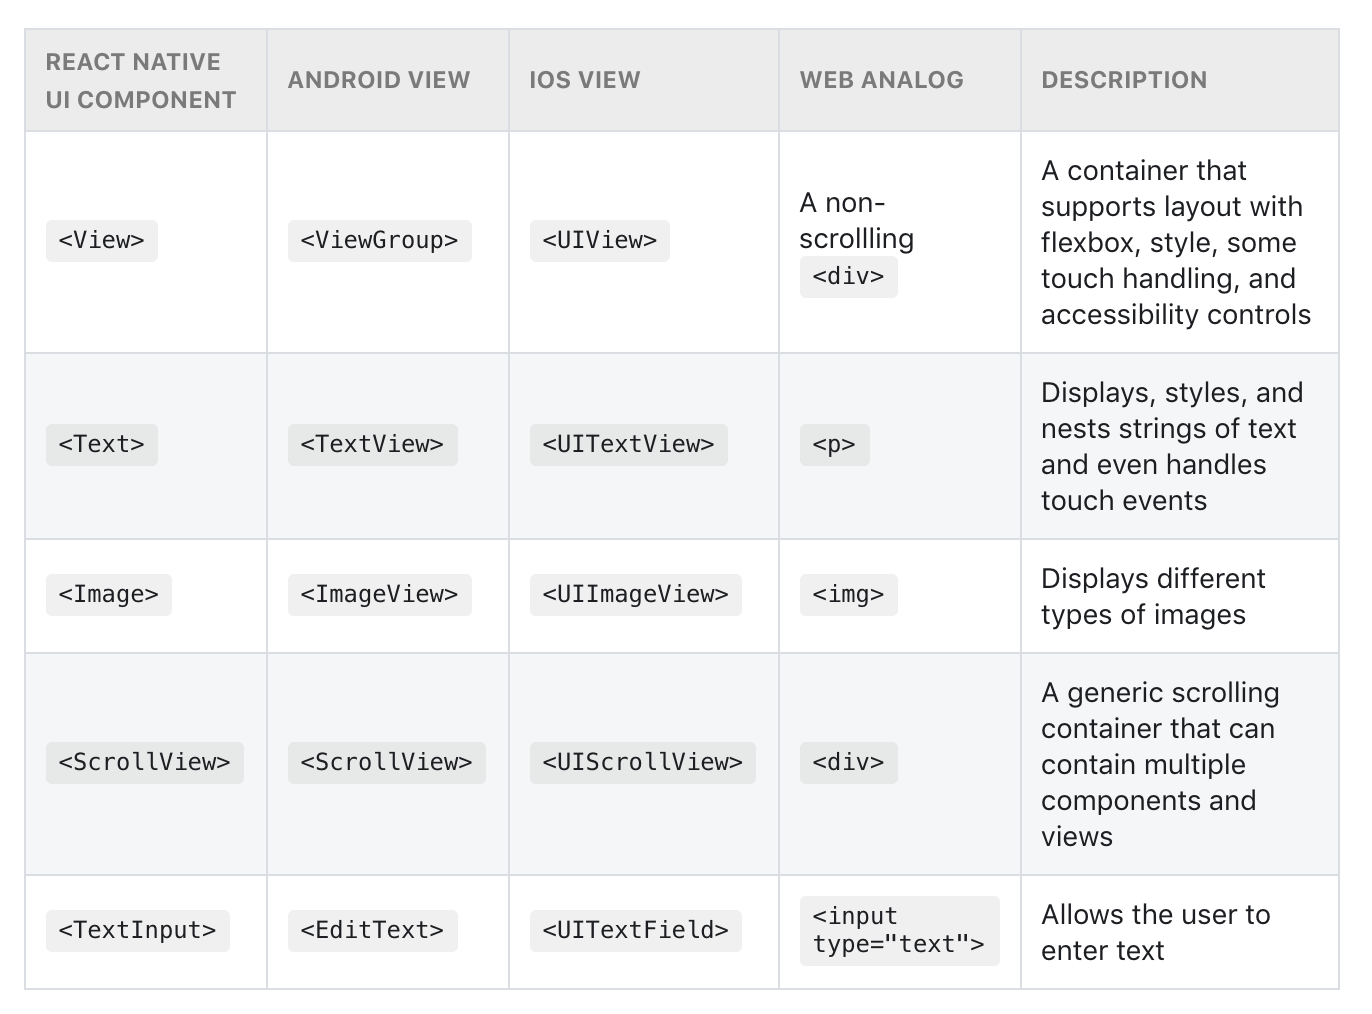 REACT NATIVE
UI COMPONENT
ANDROID VIEW
IOS VIEW
WEB ANALOG
DESCRIPTION
<View>
<ViewGroup>
<UIView>
A non-
scrollling
<div>
A container that
supports layout with
flexbox, style, some
touch handling, and
accessibility controls
<Text>
<TextView>
<UITextView>
<p>
Displays, styles, and
nests strings of text
and even handles
touch events
<Image>
<ImageView>
<UIImageView>
<img>
Displays different
types of images
<ScrollView>
<ScrollView>
<UIScrollView>
<div>
A generic scrolling
container that can
contain multiple
components and
views
<TextInput>
<EditText>
<UITextField>
<input
type="text">
Allows the user to
enter text